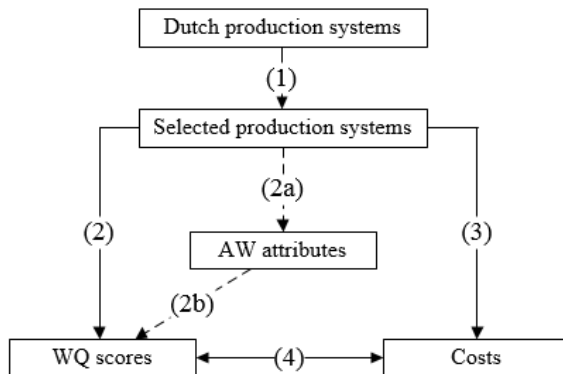 Dutch production systems
(1)
Selected production systems
(2a)
(2)
(3)
AW attributes
(2b)
WQ scores
(4)
Costs